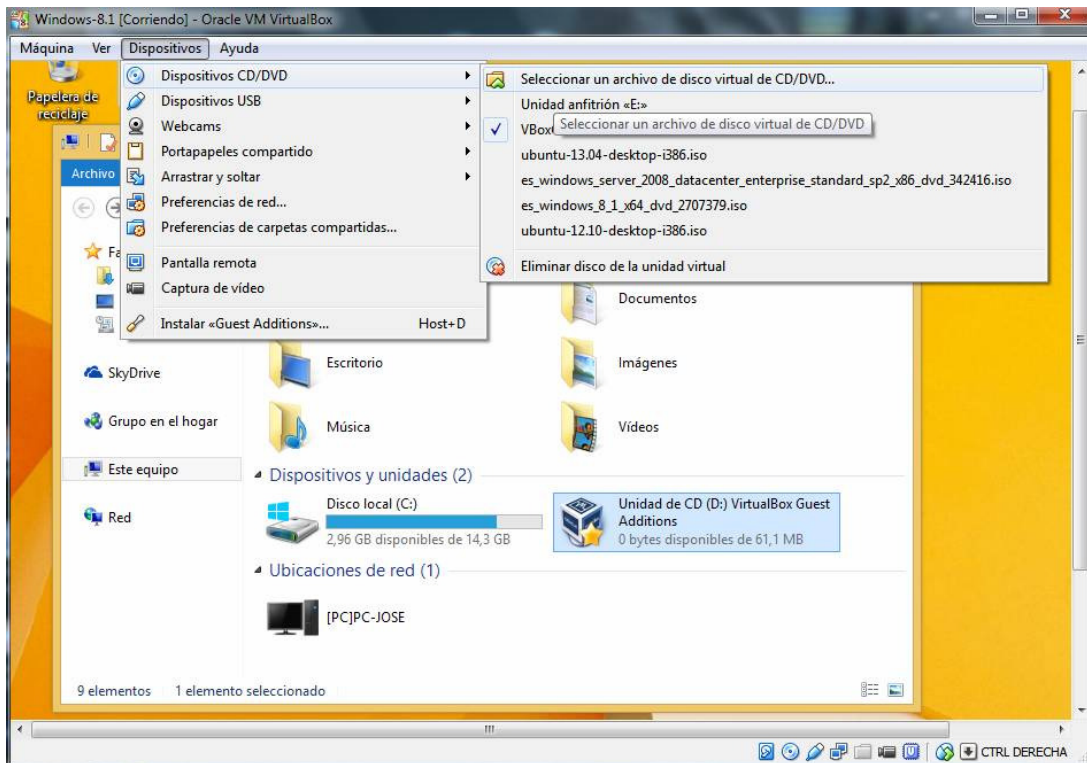 Windows-8.1 [Corriendo] - Oracle VM VirtualBox
Máquina Ver Dispositivos Ayuda
Papelera de
reciclaje
Archivo
Dispositivos CD/DVD
Dispositivos USB
Webcams
Portapapeles compartido
Arrastrar y soltar
Preferencias de red...
Preferencias de carpetas compartidas...
Pantalla remota
Captura de vídeo
Instalar «Guest Additions»... Host+D
Seleccionar un archivo de disco virtual de CD/DVD...
Unidad anfitrión «E:»
Seleccionar un archivo de disco virtual de CD/DVD
ubuntu-13.04-desktop-i386.iso
es_windows_server_2008_datacenter_enterprise_standard_sp2_x86_dvd_342416.iso
es_windows_8_1_x64_dvd_2707379.iso
ubuntu-12.10-desktop-i386.iso
Eliminar disco de la unidad virtual
Documentos
SkyDrive
Grupo en el hogar
Este equipo
Red
Escritorio
Imágenes
Música
Vídeos
Dispositivos y unidades (2)
Disco local (C:)
2,96 GB disponibles de 14,3 GB
Unidad de CD (D:) VirtualBox Guest
Additions
0 bytes disponibles de 61,1 MB
Ubicaciones de red (1)
[PC]PC-JOSE
9 elementos 1 elemento seleccionado
CTRL DERECHA